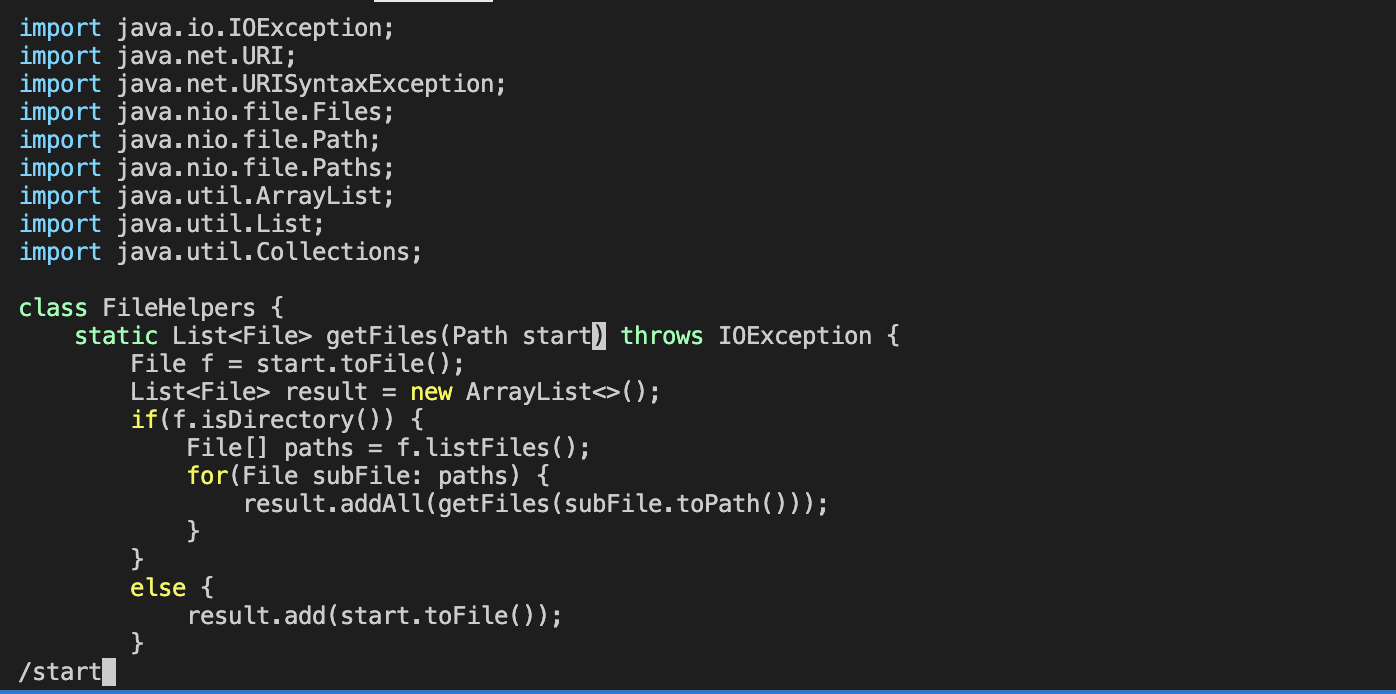 import java.io.IOException;
import java.net.URI;
import java.net.URISyntaxException;
import java.nio.file.Files;
import java.nio.file.Path;
import java.nio.file.Paths;
import java.util.ArrayList;
import java.util.List;
import java.util.Collections;

class FileHelpers {
    static List<File> getFiles(Path start) throws IOException {
        File f = start.toFile();
        List<File> result = new ArrayList<>();
        if(f.isDirectory()) {
            File[] paths = f.listFiles();
            for(File subFile: paths) {
                result.addAll(getFiles(subFile.toPath()));
            }
        }
        else {
            result.add(start.toFile());
        }
/start